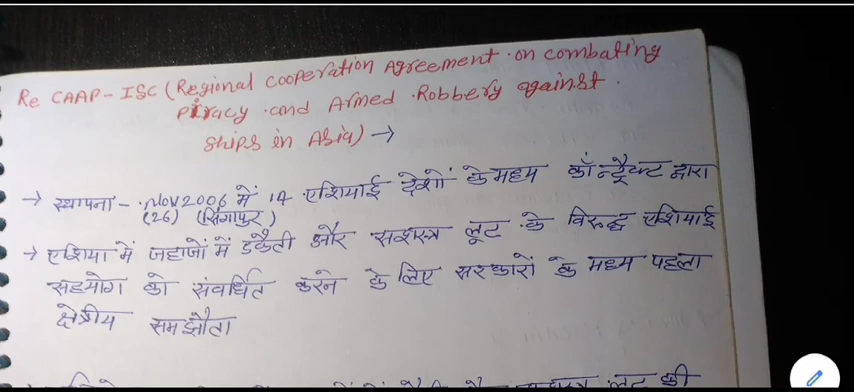 Re CAAP-ISC (Regional Cooperation Agreement on combating
piracy and Armed Robbery against
ships in Asia) →
→ स्थापना - Nov 2006 में 14 एशियाई देशों के मध्य कॉन्ट्रैक्ट द्वारा
(26) (सिंगापुर)
→ एशिया में जहाजों में डकैती और सशस्त्र लूट के विरुद्ध एशियाई
सहयोग को संवर्धित करने के लिए सरकारों के मध्य पहला
क्षेत्रीय समझौता
लूट की